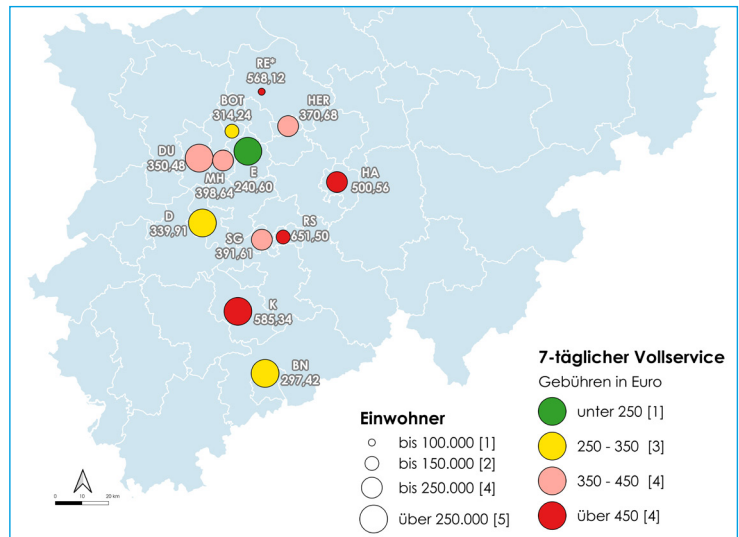 RE*
568,12
BOT
314,24
HER
370,68
DU
350,48
MH
398,64
E
240,60
HA
500,56
D
339,91
SG
391,61
RS
651,50
K
585,34
BN
297,42
7-täglicher Vollservice
Gebühren in Euro
unter 250 [1]
250 - 350 [3]
350 - 450 [4]
über 450 [4]
Einwohner
bis 100.000 [1]
bis 150.000 [2]
bis 250.000 [4]
über 250.000 [5]
0 10 20 km